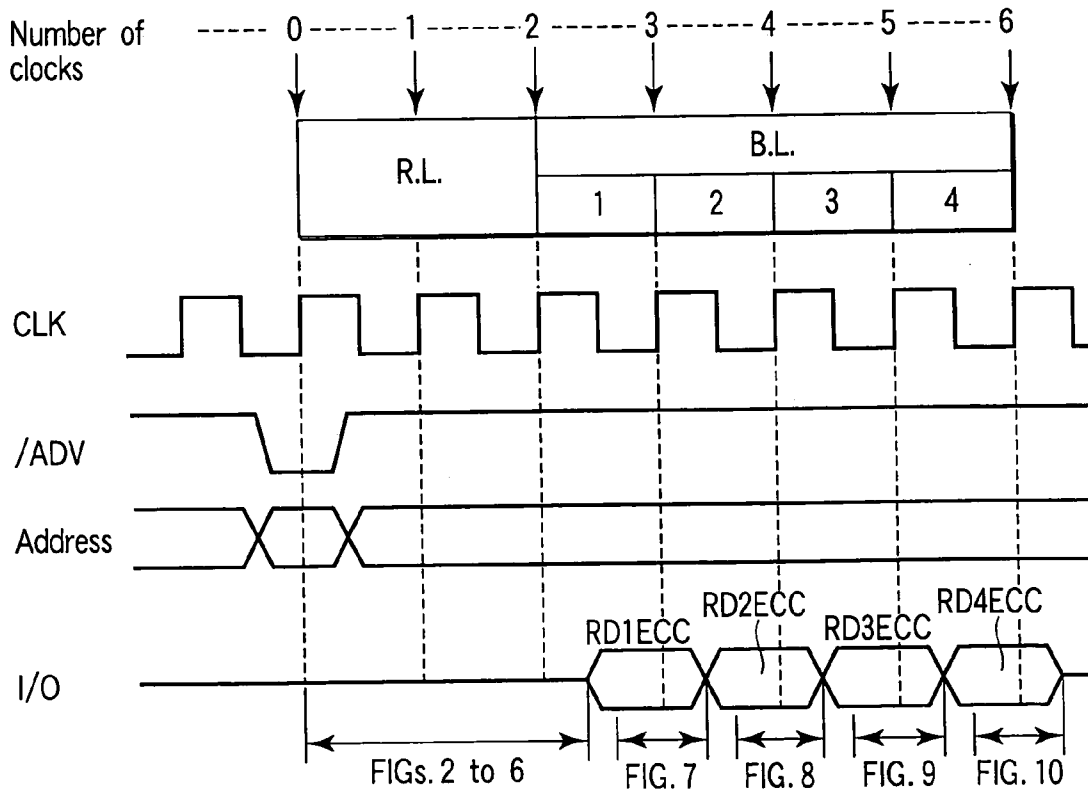 Number of clocks
0 1 2 3 4 5 6
R.L.
B.L.
1 2 3 4
CLK
/ADV
Address
I/O
RD1ECC
RD2ECC
RD3ECC
RD4ECC
FIGs. 2 to 6
FIG. 7
FIG. 8
FIG. 9
FIG. 10